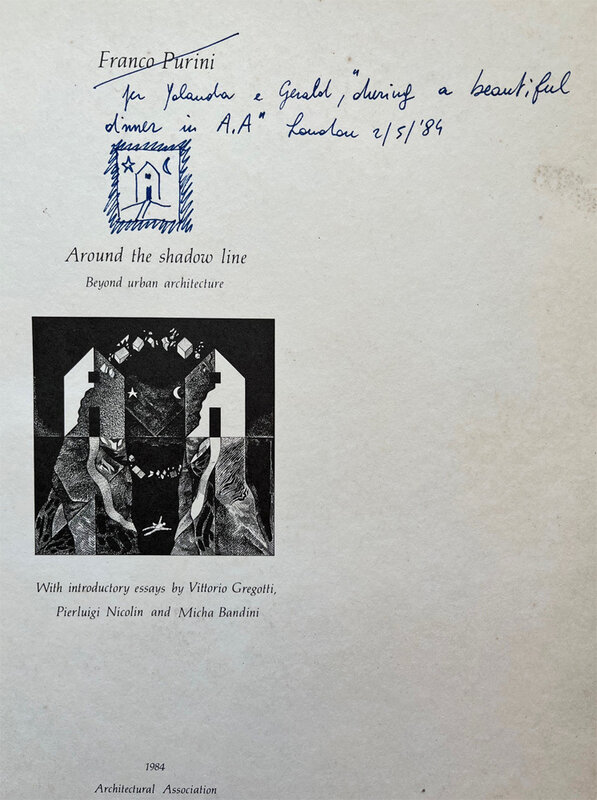 Franco Purini
per Yolanda e Gerald, "during a beautiful
dinner in A.A" London 2/5/'84
Around the shadow line
Beyond urban architecture
With introductory essays by Vittorio Gregotti,
Pierluigi Nicolin and Micha Bandini
1984
Architectural Association